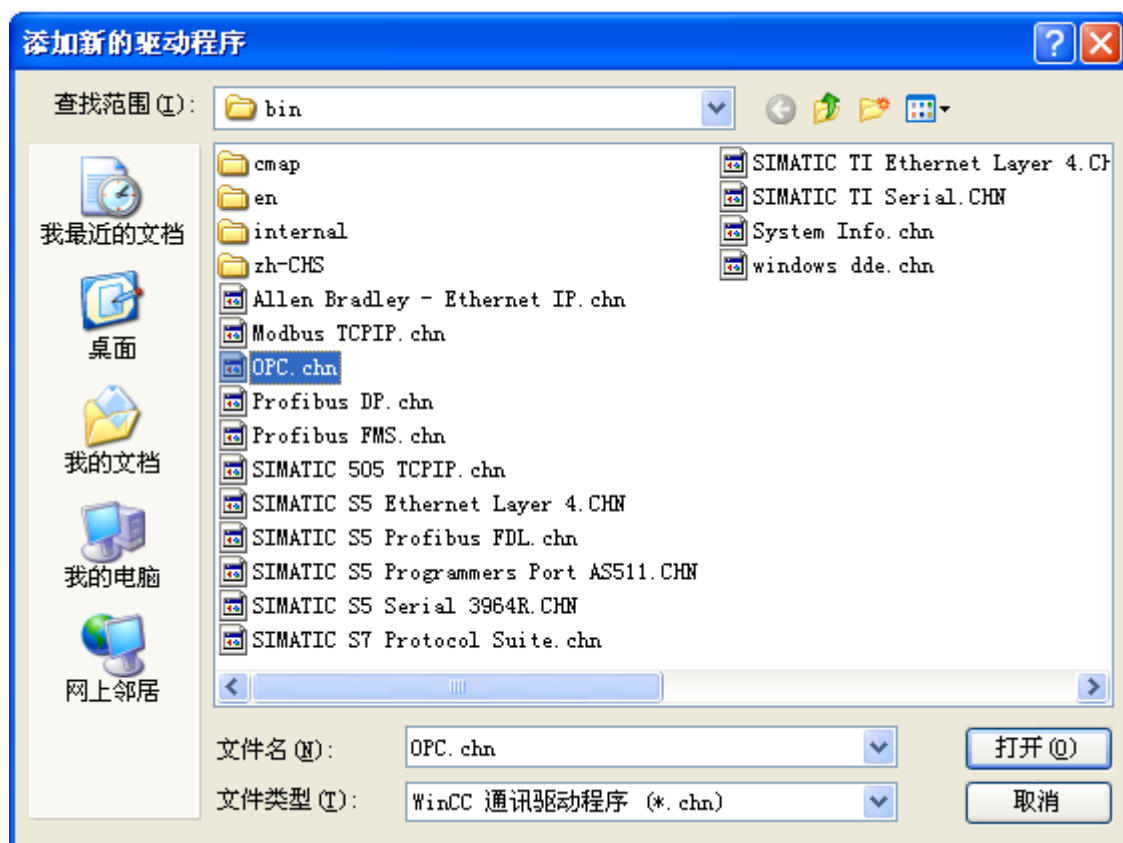 添加新的驱动程序
查找范围(I):
bin
我最近的文档
桌面
我的文档
我的电脑
网上邻居
cmap
en
internal
zh-CHS
Allen Bradley - Ethernet IP.chn
Modbus TCPIP.chn
OPC.chn
Profibus DP.chn
Profibus FMS.chn
SIMATIC 505 TCPIP.chn
SIMATIC S5 Ethernet Layer 4.CHN
SIMATIC S5 Profibus FDL.chn
SIMATIC S5 Programmers Port AS511.CHN
SIMATIC S5 Serial 3964R.CHN
SIMATIC S7 Protocol Suite.chn
SIMATIC TI Ethernet Layer 4.CH
SIMATIC TI Serial.CHN
System Info.chn
windows dde.chn
文件名(N):
OPC.chn
打开(O)
文件类型(T):
WinCC 通讯驱动程序 (*.chn)
取消